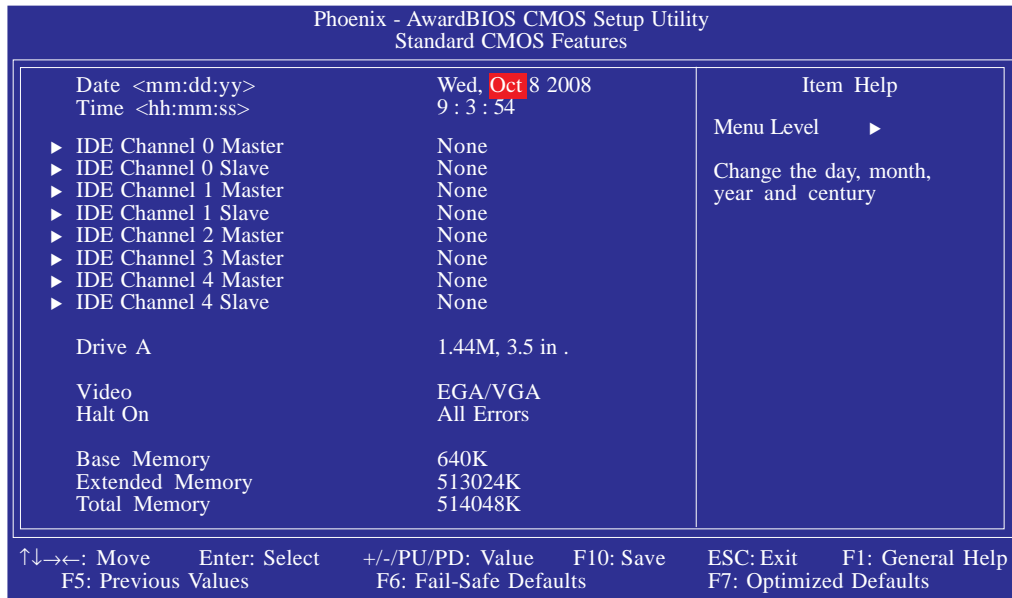 Phoenix - AwardBIOS CMOS Setup Utility
Standard CMOS Features
Date <mm:dd:yy> Wed, Oct 8 2008
Time <hh:mm:ss> 9 : 3 : 54
▶ IDE Channel 0 Master None
▶ IDE Channel 0 Slave None
▶ IDE Channel 1 Master None
▶ IDE Channel 1 Slave None
▶ IDE Channel 2 Master None
▶ IDE Channel 3 Master None
▶ IDE Channel 4 Master None
▶ IDE Channel 4 Slave None
Drive A 1.44M, 3.5 in .
Video EGA/VGA
Halt On All Errors
Base Memory 640K
Extended Memory 513024K
Total Memory 514048K
Item Help
Menu Level ▶
Change the day, month,
year and century
↑↓→←: Move Enter: Select +/-/PU/PD: Value F10: Save ESC: Exit F1: General Help
F5: Previous Values F6: Fail-Safe Defaults F7: Optimized Defaults